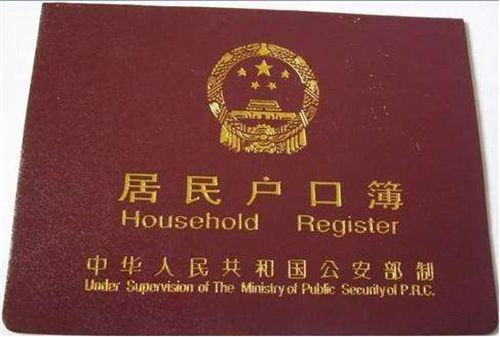 居民户口簿
Household Register
中华人民共和国公安部制
Under Supervision of The Ministry of Public Security of P.R.C.